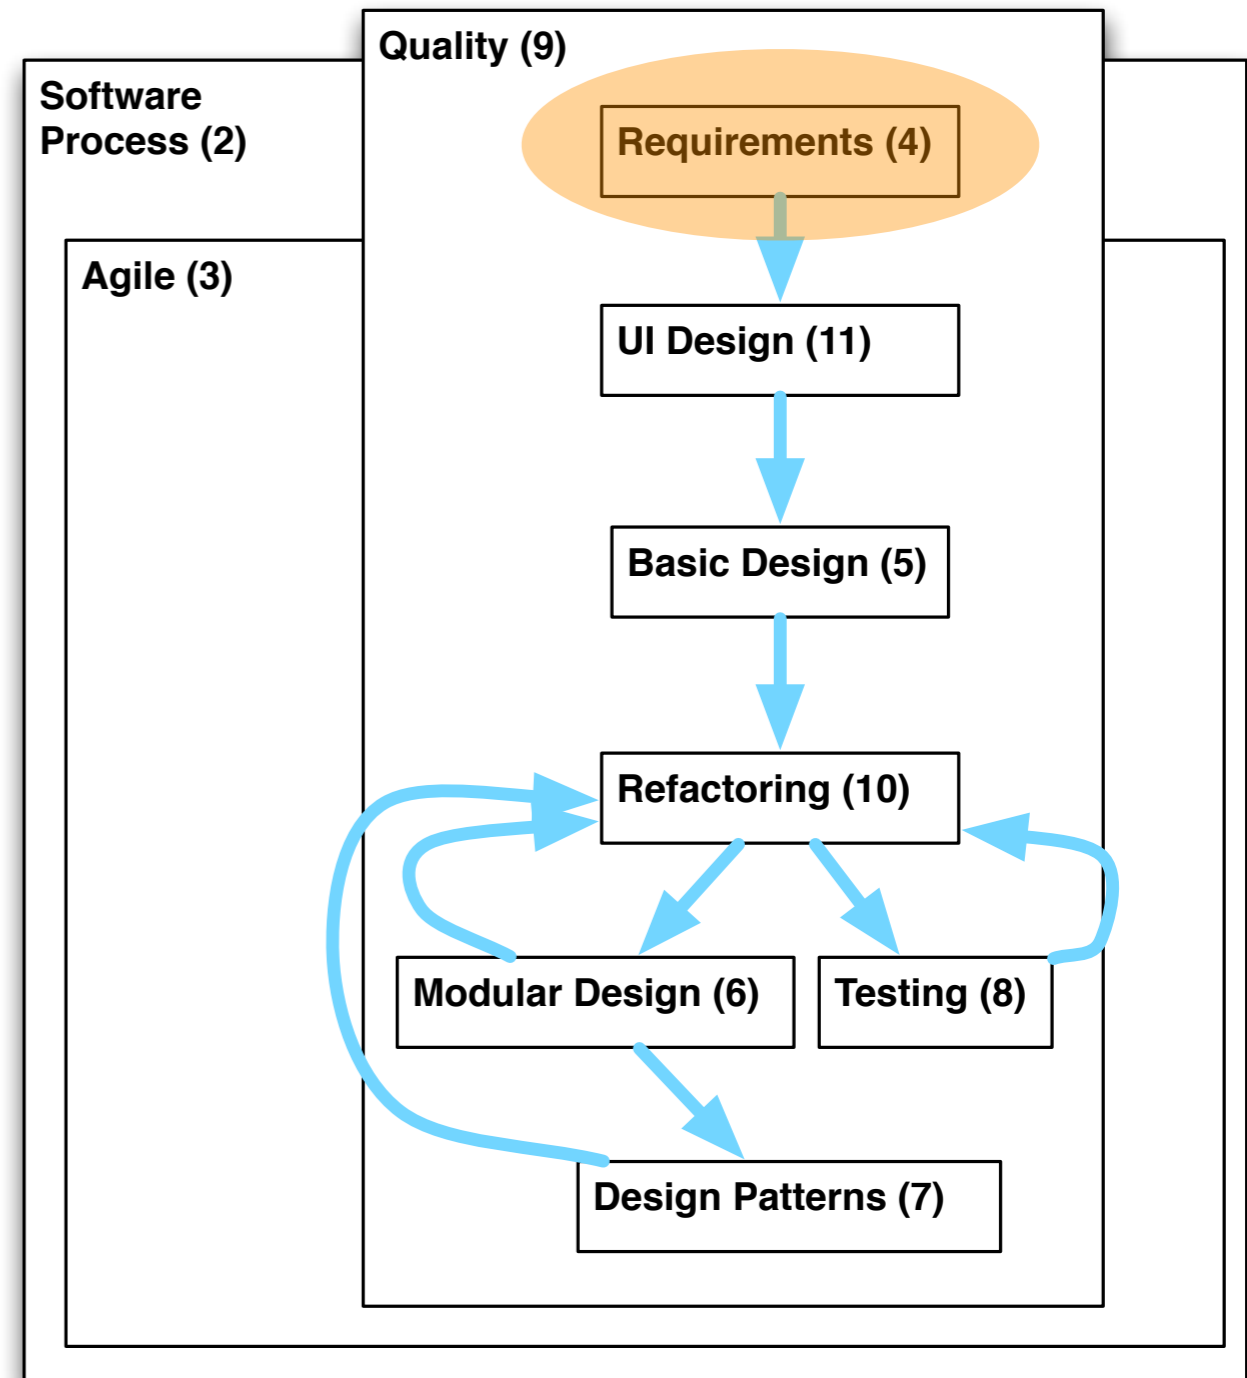 Quality (9)
Software
Process (2)
Requirements (4)
Agile (3)
UI Design (11)
Basic Design (5)
Refactoring (10)
Modular Design (6)
Testing (8)
Design Patterns (7)